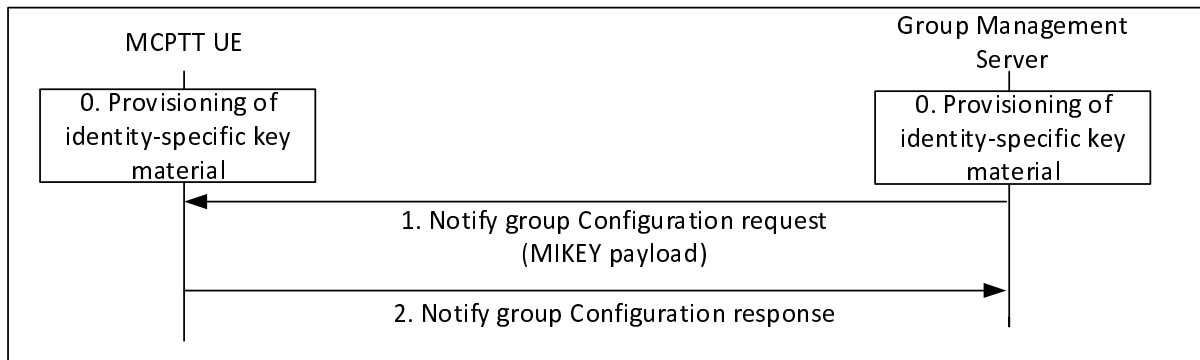 MCPTT UE
Group Management
Server
0. Provisioning of
identity-specific key
material
0. Provisioning of
identity-specific key
material
1. Notify group Configuration request
(MIKEY payload)
2. Notify group Configuration response